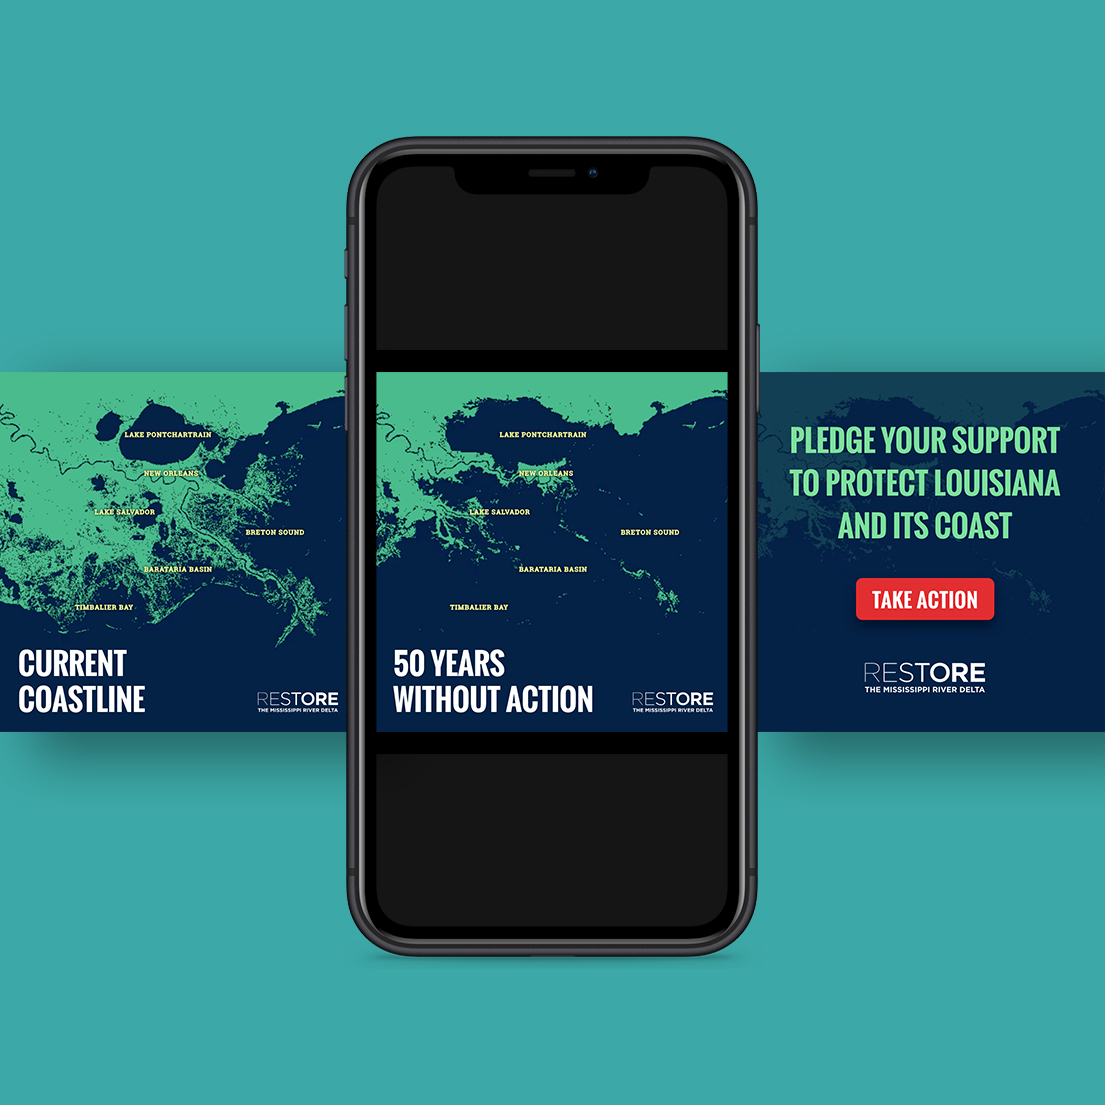 LAKE PONTCHARTRAIN
NEW ORLEANS
LAKE SALVADOR
BRETON SOUND
BARATARIA BASIN
TIMBALIER BAY
CURRENT
COASTLINE
RESTORE
THE MISSISSIPPI RIVER DELTA
LAKE PONTCHARTRAIN
NEW ORLEANS
LAKE SALVADOR
BRETON SOUND
BARATARIA BASIN
TIMBALIER BAY
50 YEARS
WITHOUT ACTION
RESTORE
THE MISSISSIPPI RIVER DELTA
PLEDGE YOUR SUPPORT
TO PROTECT LOUISIANA
AND ITS COAST
TAKE ACTION
RESTORE
THE MISSISSIPPI RIVER DELTA